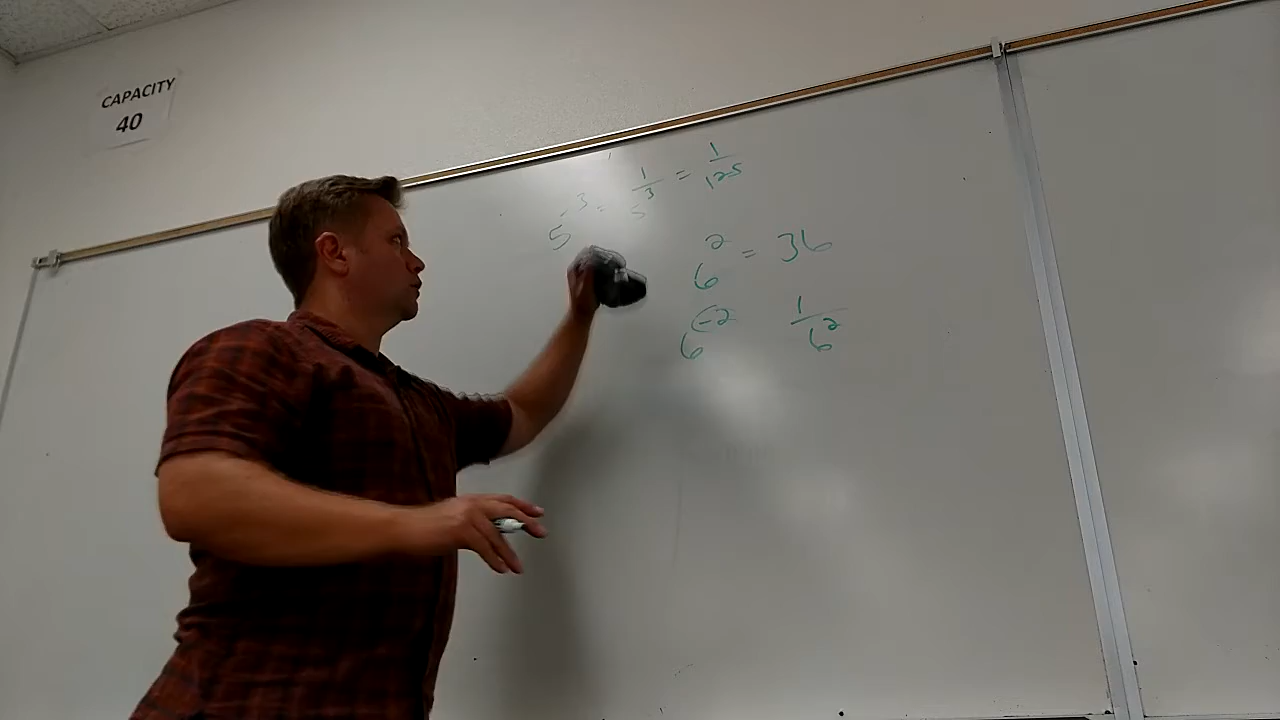 CAPACITY
40
5^-3 = 1/5^3 = 1/125
6^2 = 36
6^-2 1/6^2